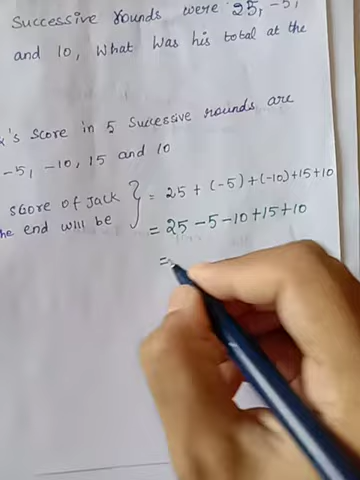 Successive rounds were 25, -5,
and 10, What was his total at the
's score in 5 Successive rounds are
-5, -10, 15 and 10
score of Jack } = 25 + (-5) + (-10) + 15 + 10
end will be = 25 - 5 - 10 + 15 + 10
=